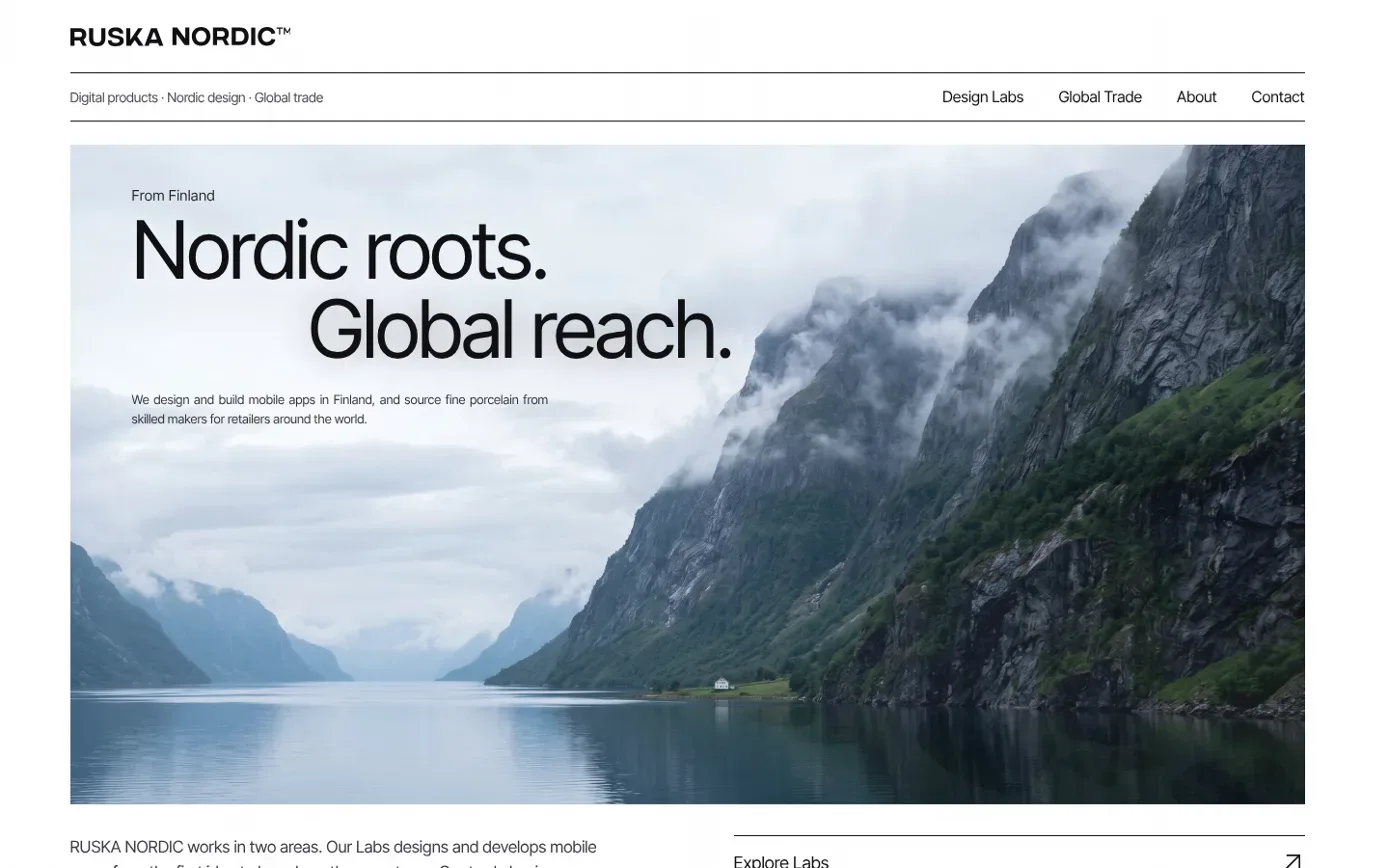 RUSKA NORDIC™
Digital products · Nordic design · Global trade
Design Labs
Global Trade
About
Contact
From Finland
Nordic roots.
Global reach.
We design and build mobile apps in Finland, and source fine porcelain from
skilled makers for retailers around the world.
RUSKA NORDIC works in two areas. Our Labs designs and develops mobile
Explore Labs